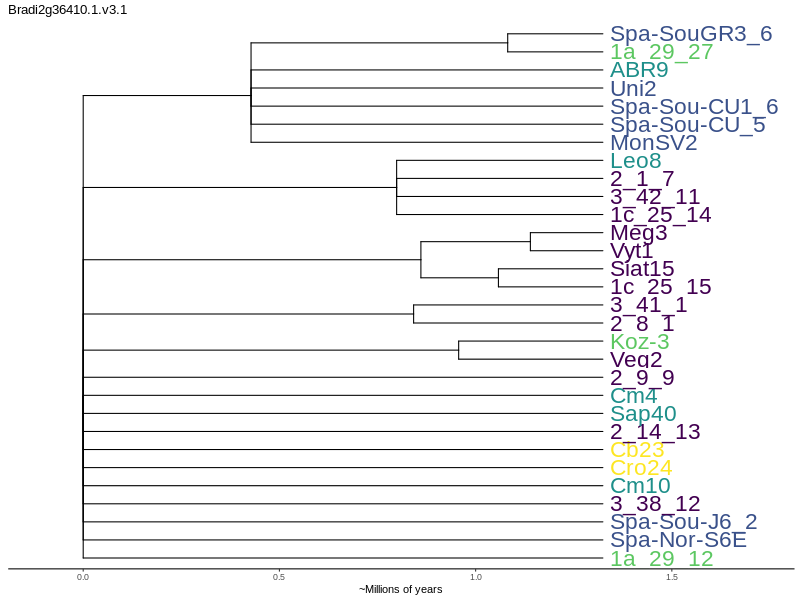 Bradi2g36410.1.v3.1
Spa-SouGR3_6
1a_29_27
ABR9
Uni2
Spa-Sou-CU1_6
Spa-Sou-CU_5
MonSV2
Leo8
2_1_7
3_42_11
1c_25_14
Meg3
Vyt1
Siat15
1c_25_15
3_41_1
2_8_1
Koz-3
Veg2
2_9_9
Cm4
Sap40
2_14_13
Cb23
Cro24
Cm10
3_38_12
Spa-Sou-J6_2
Spa-Nor-S6E
1a_29_12
0.0 0.5 1.0 1.5
~Millions of years